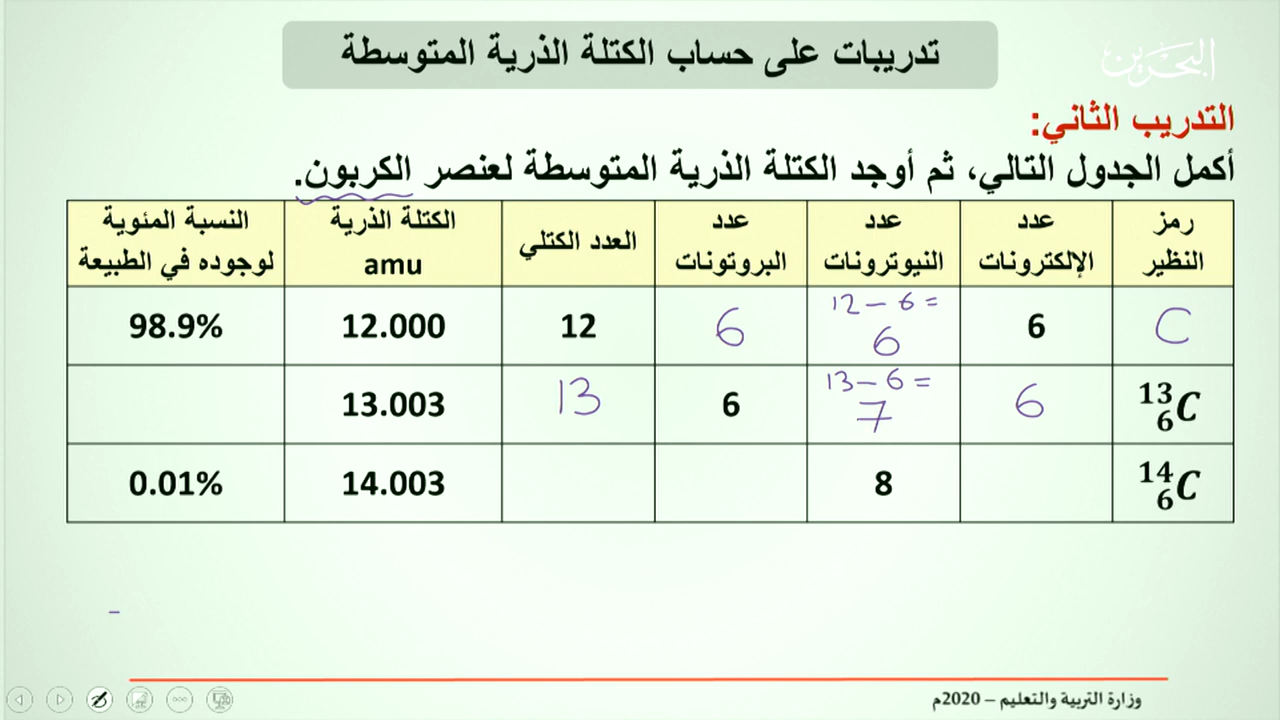 تدريبات على حساب الكتلة الذرية المتوسطة
البحرين
التدريب الثاني:
أكمل الجدول التالي، ثم أوجد الكتلة الذرية المتوسطة لعنصر الكربون.
رمز النظير | عدد الإلكترونات | عدد النيوترونات | عدد البروتونات | العدد الكتلي | الكتلة الذرية amu | النسبة المئوية لوجوده في الطبيعة
C | 6 | 12 – 6 = 6 | 6 | 12 | 12.000 | 98.9%
¹³₆C | 6 | 13 – 6 = 7 | 6 | 13 | 13.003
¹⁴₆C | 8 | 14.003 | 0.01%
وزارة التربية والتعليم – 2020م